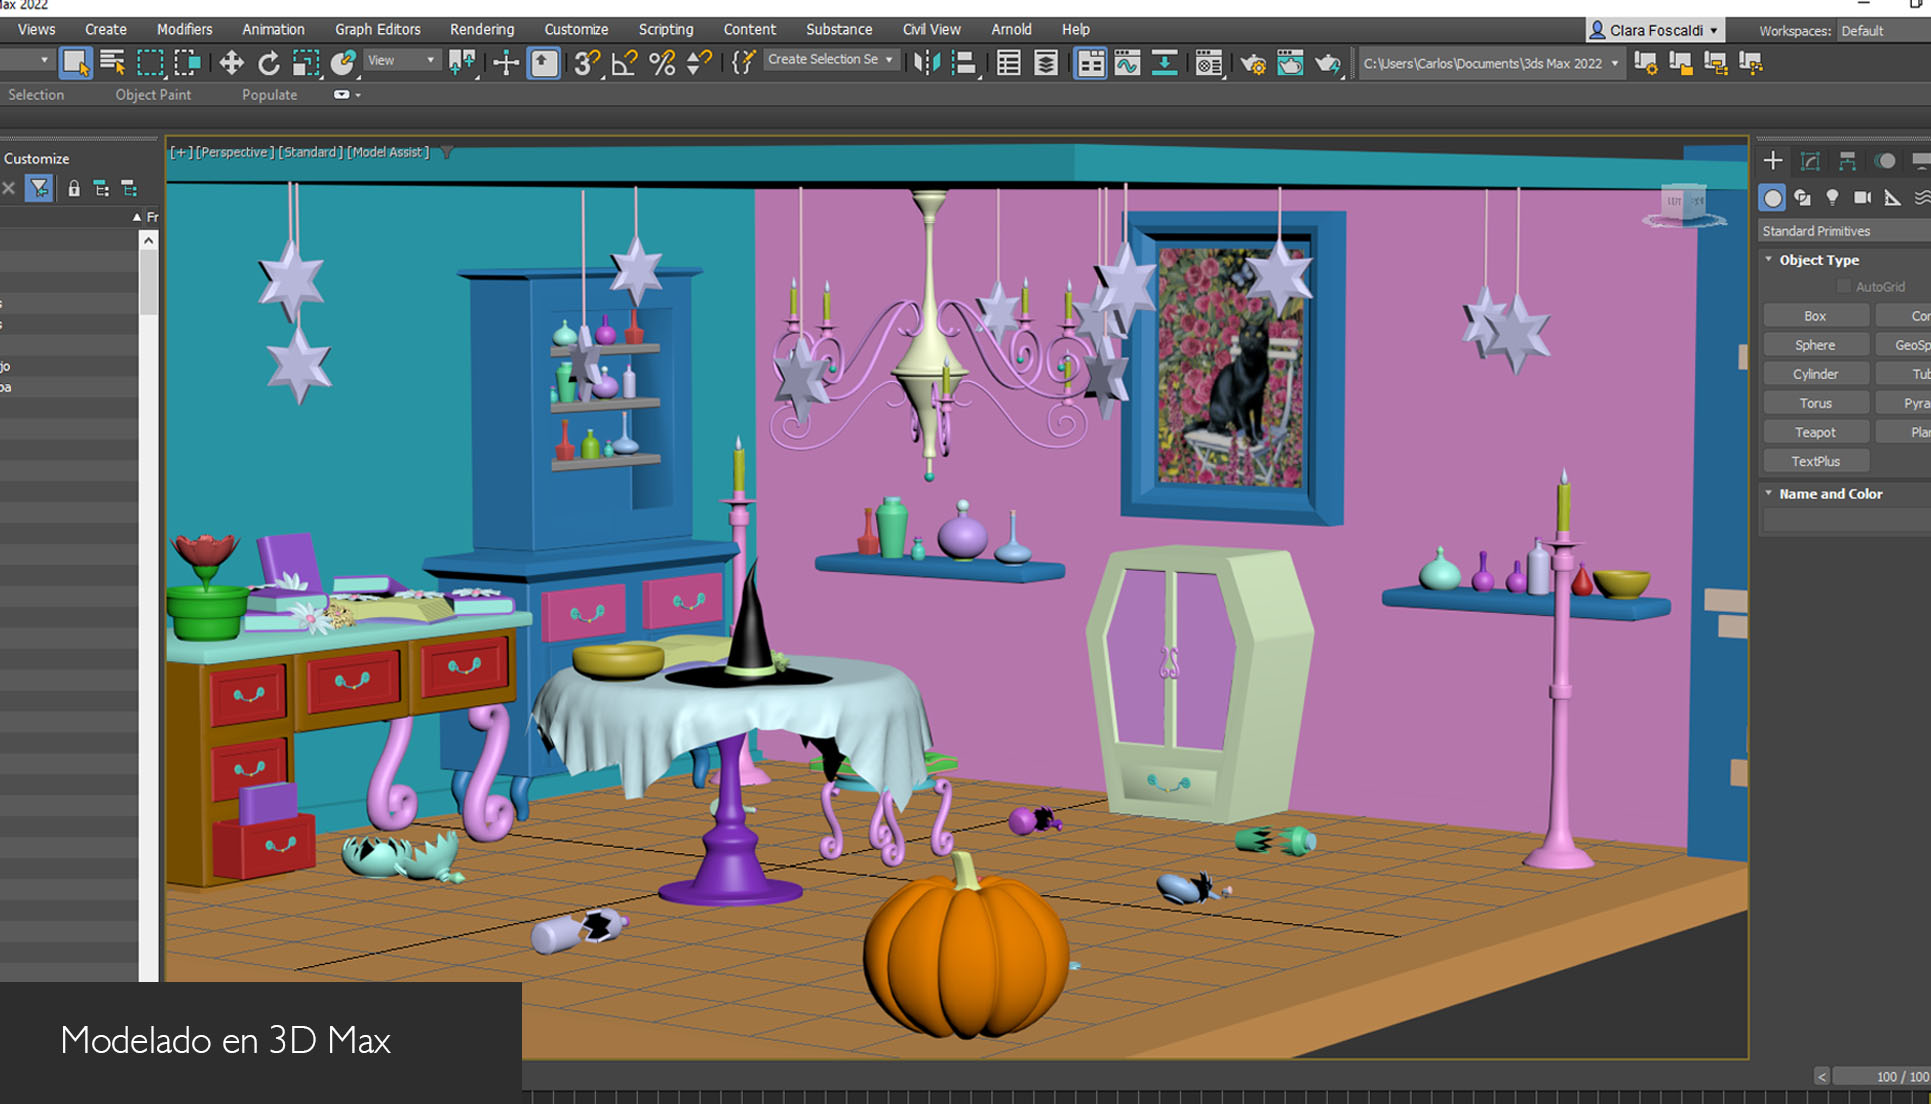 Max 2022
Views Create Modifiers Animation Graph Editors Rendering Customize Scripting Content Substance Civil View Arnold Help
Clara Foscaldi
Workspaces: Default
View
Create Selection Se
C:\Users\Carlos\Documents\3ds Max 2022
Selection Object Paint Populate
Customize
Fr
s
s
jo
pa
[+] [Perspective ] [Standard ] [Model Assist ]
LEFT
Standard Primitives
Object Type
AutoGrid
Box Con
Sphere GeoSp
Cylinder Tub
Torus Pyra
Teapot Plan
TextPlus
Name and Color
Modelado en 3D Max
< 100 / 100